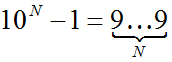 10^N − 1 = 9...9
N